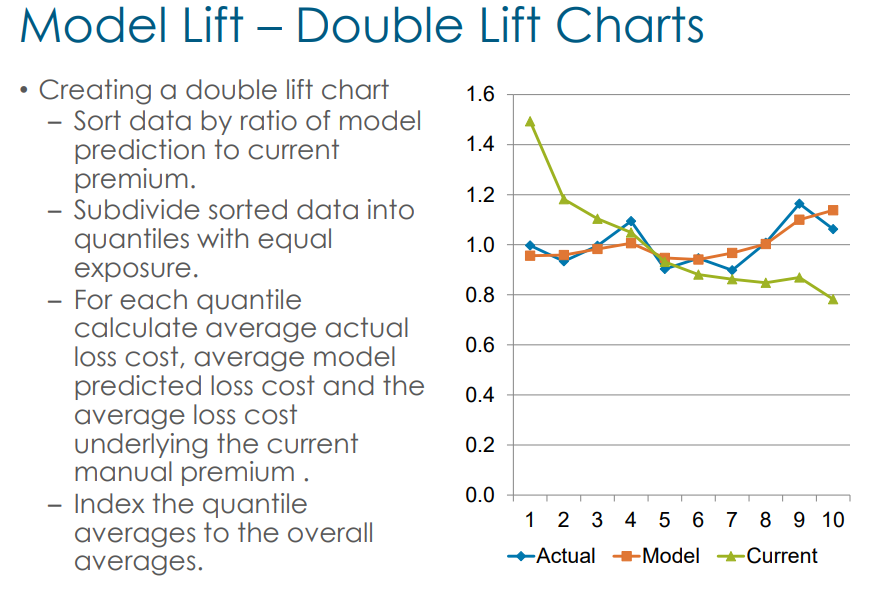 Model Lift – Double Lift Charts
• Creating a double lift chart
– Sort data by ratio of model
prediction to current
premium.
– Subdivide sorted data into
quantiles with equal
exposure.
– For each quantile
calculate average actual
loss cost, average model
predicted loss cost and the
average loss cost
underlying the current
manual premium .
– Index the quantile
averages to the overall
averages.
1.6
1.4
1.2
1.0
0.8
0.6
0.4
0.2
0.0
1 2 3 4 5 6 7 8 9 10
Actual Model Current